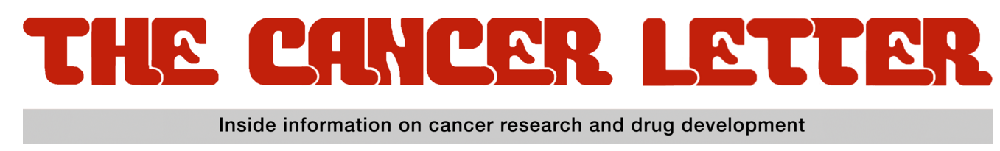 THE CANCER LETTER
Inside information on cancer research and drug development